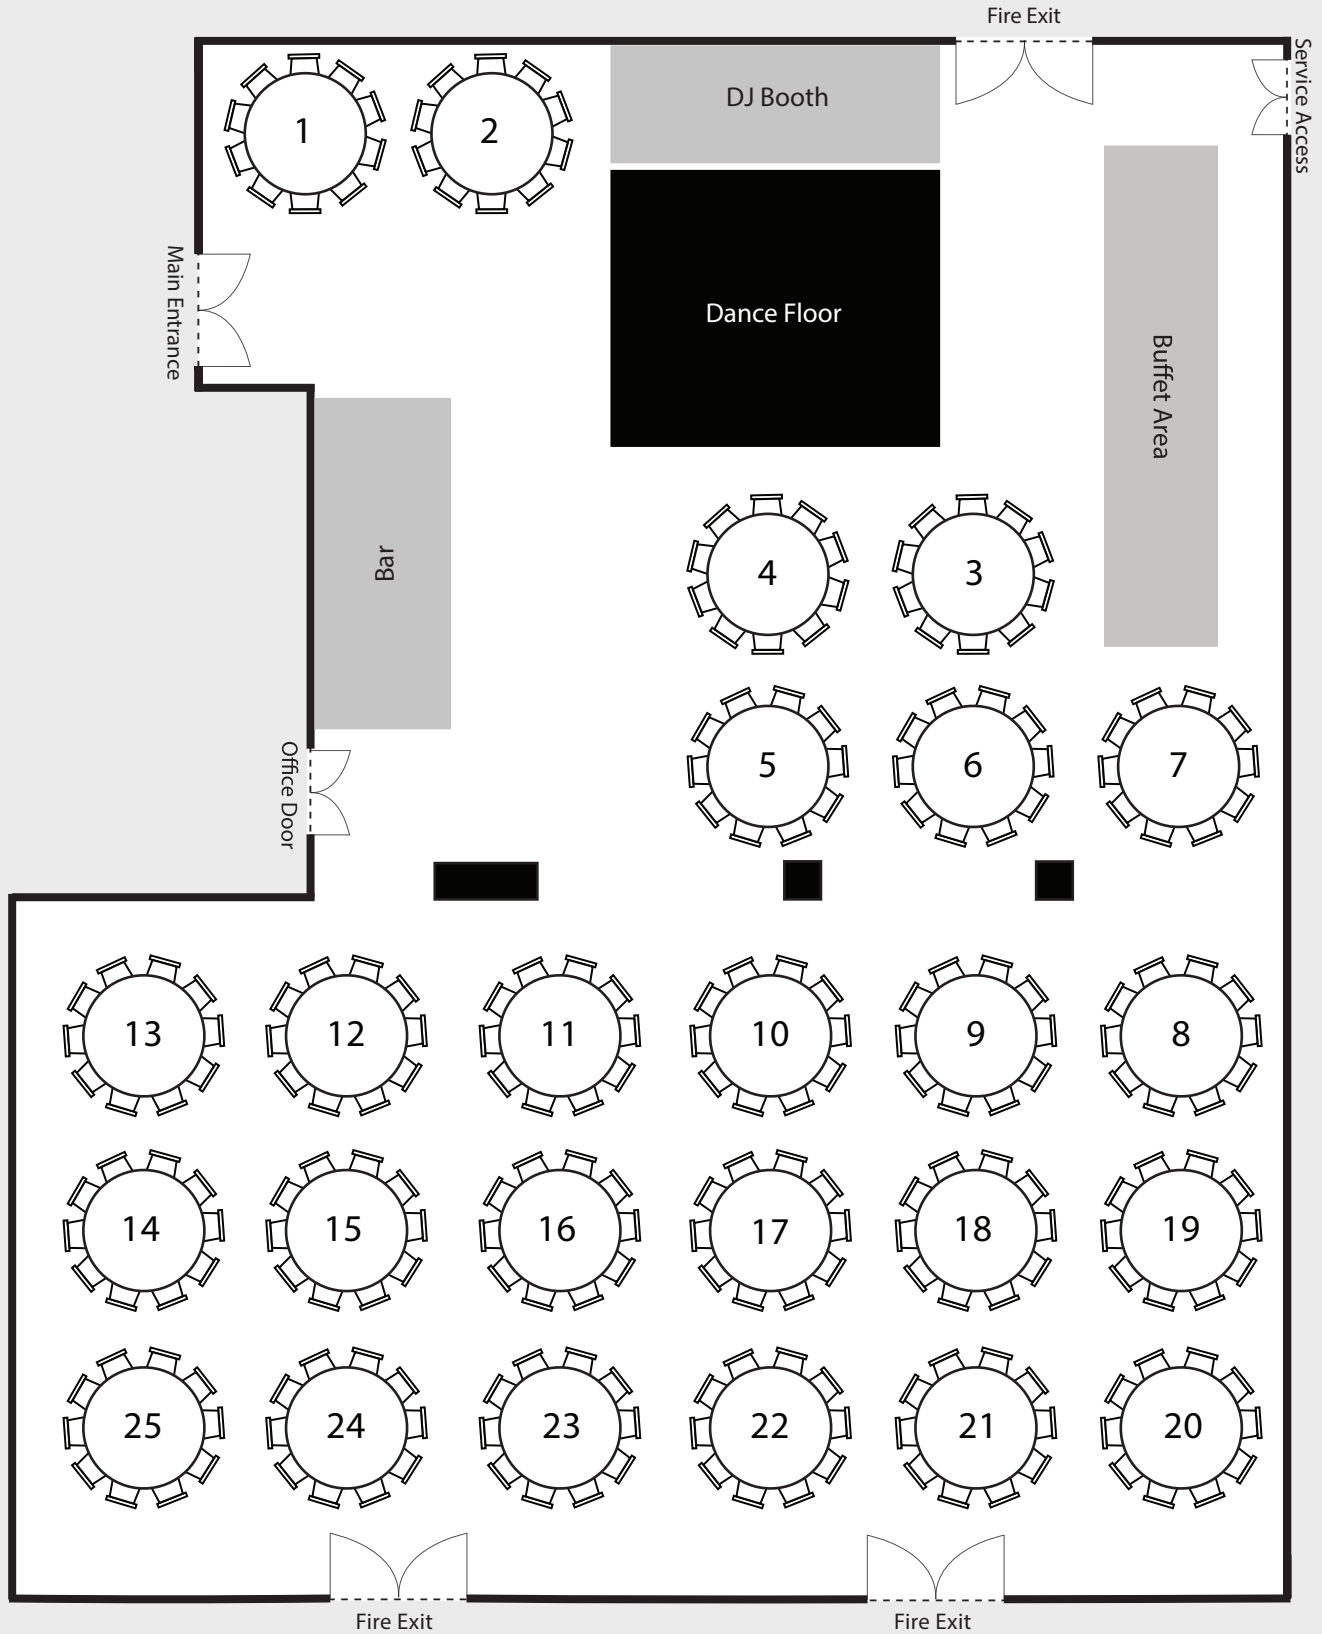 Fire Exit
Service Access
DJ Booth
1
2
Main Entrance
Dance Floor
Buffet Area
Bar
4
3
Office Door
5
6
7
13
12
11
10
9
8
14
15
16
17
18
19
25
24
23
22
21
20
Fire Exit
Fire Exit